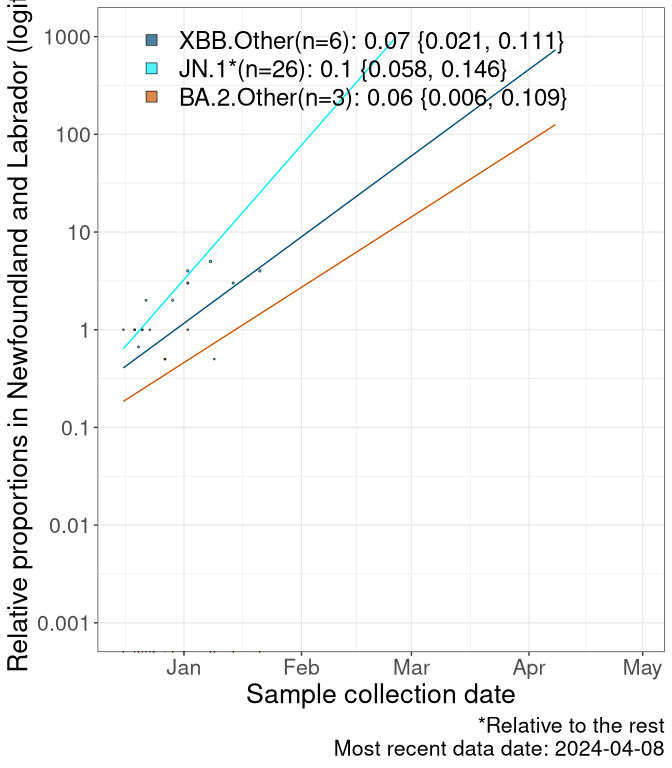 XBB.Other(n=6): 0.07 {0.021, 0.111}
JN.1*(n=26): 0.1 {0.058, 0.146}
BA.2.Other(n=3): 0.06 {0.006, 0.109}
Relative proportions in Newfoundland and Labrador
1000
100
10
1
0.1
0.01
0.001
Jan Feb Mar Apr May
Sample collection date
*Relative to the rest
Most recent data date: 2024-04-08